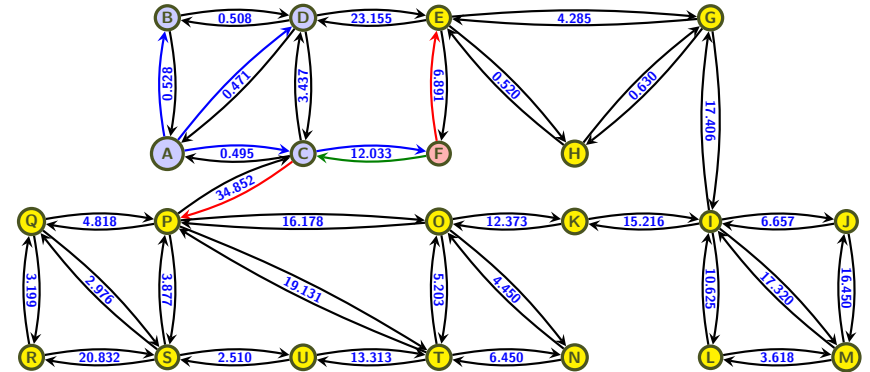 B 0.508 D 23.155 E 4.285 G
0.528 0.471 3.437 6.891 0.520 0.630 17.406
A 0.495 C 12.033 F H
34.852
Q 4.818 P 16.178 O 12.373 K 15.216 I 6.657 J
3.199 2.976 3.877 19.131 5.203 4.450 10.625 17.320 16.450
R 20.832 S 2.510 U 13.313 T 6.450 N L 3.618 M